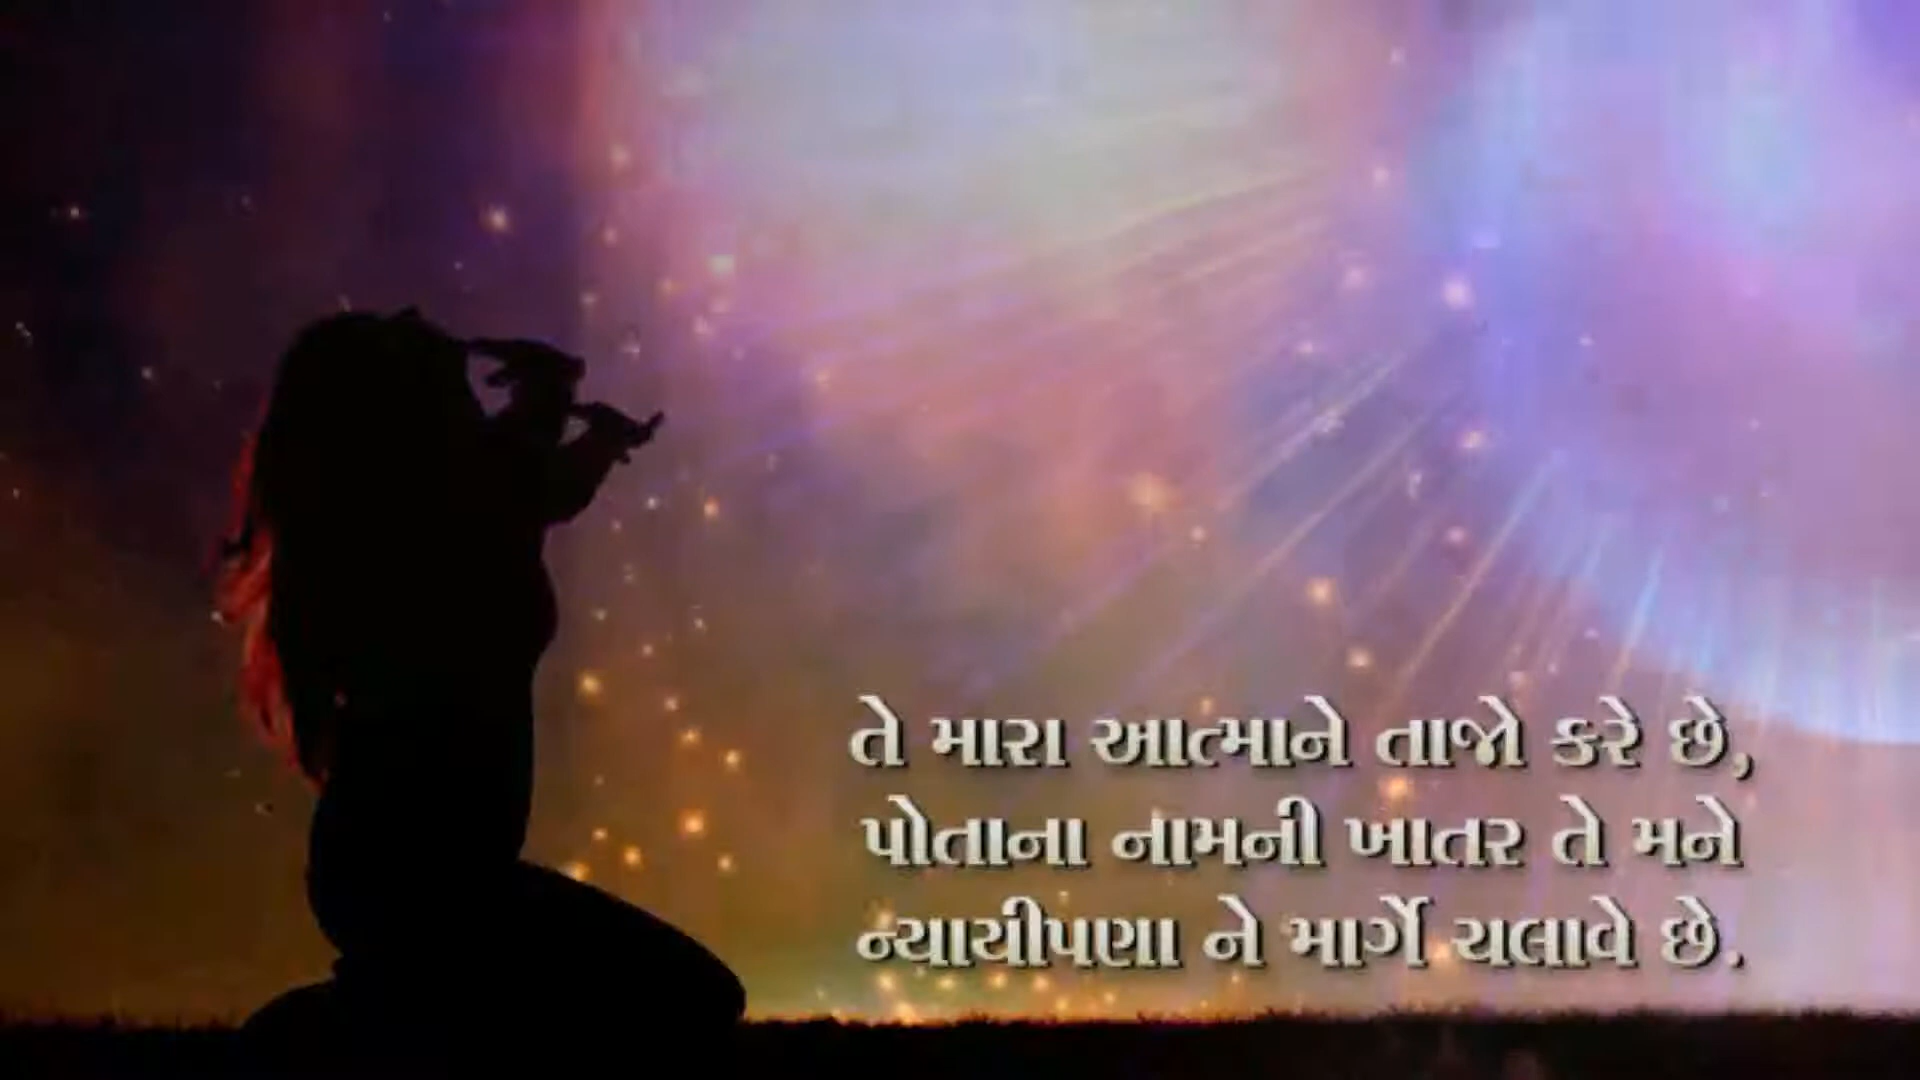 તે મારા આત્માને તાજો કરે છે,
પોતાના નામની ખાતર તે મને
ન્યાયીપણા ને માર્ગે ચલાવે છે.